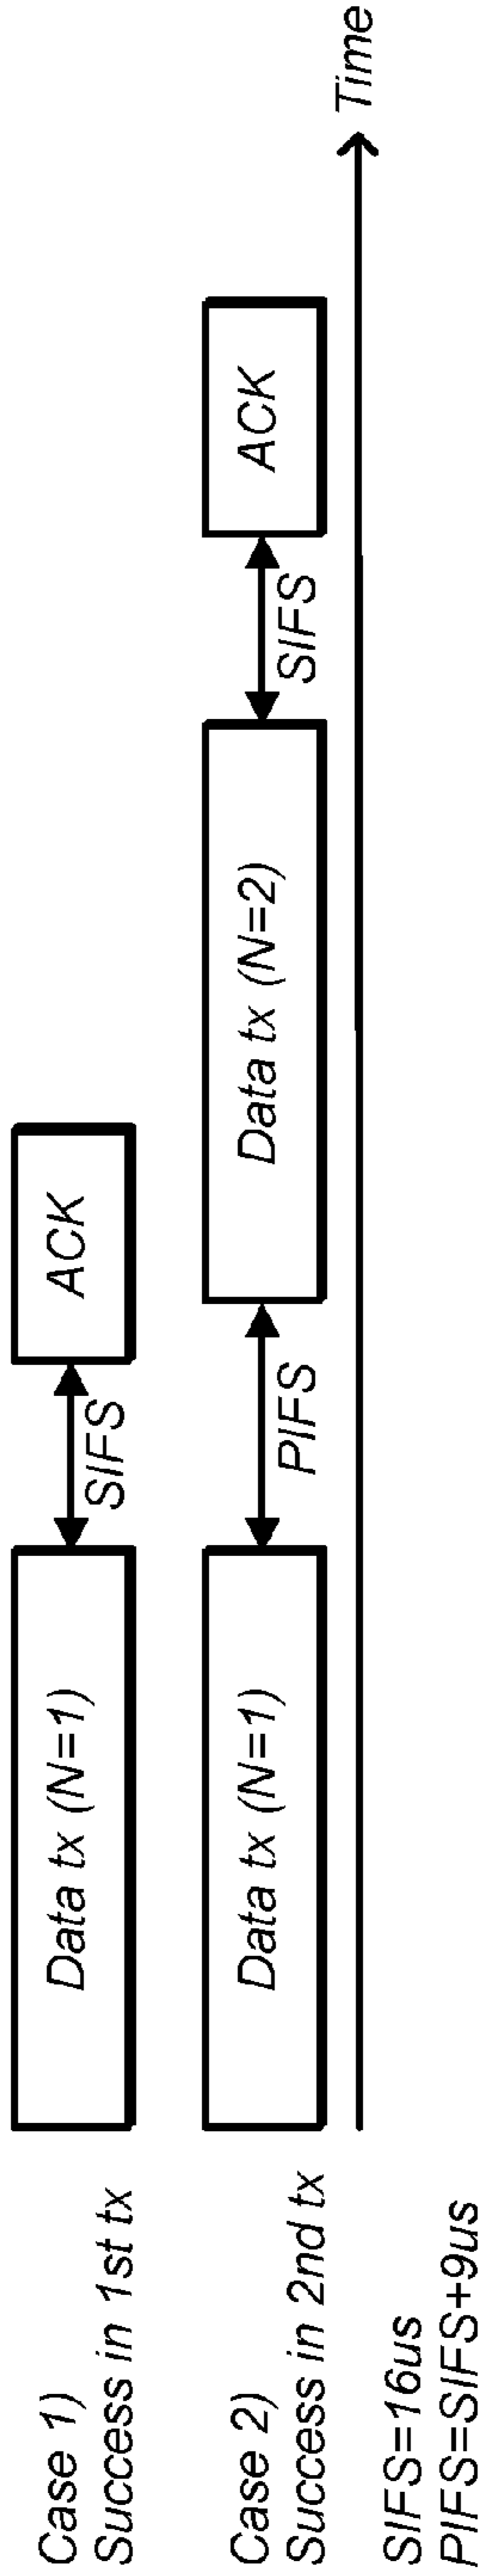 Case 1)
Success in 1st tx
Data tx (N=1)
SIFS
ACK
Case 2)
Success in 2nd tx
Data tx (N=1)
PIFS
Data tx (N=2)
SIFS
ACK
Time
SIFS=16us
PIFS=SIFS+9us